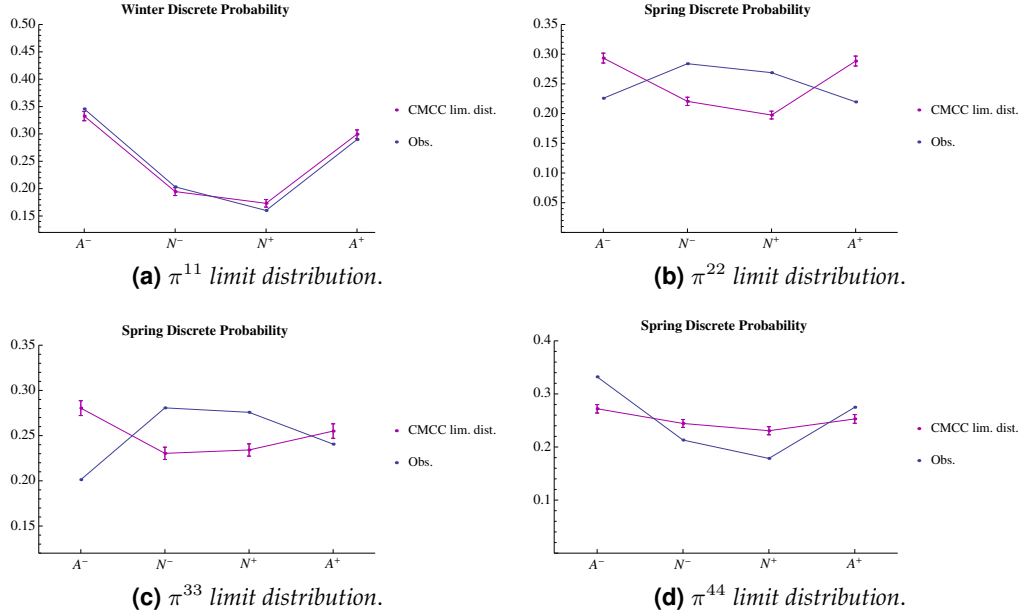 Winter Discrete Probability
0.50
0.45
0.40
0.35
0.30
0.25
0.20
0.15
A⁻ N⁻ N⁺ A⁺
CMCC lim. dist.
Obs.
(a) π¹¹ limit distribution.
Spring Discrete Probability
0.35
0.30
0.25
0.20
0.15
0.10
0.05
A⁻ N⁻ N⁺ A⁺
CMCC lim. dist.
Obs.
(b) π²² limit distribution.
Spring Discrete Probability
0.35
0.30
0.25
0.20
0.15
A⁻ N⁻ N⁺ A⁺
CMCC lim. dist.
Obs.
(c) π³³ limit distribution.
Spring Discrete Probability
0.4
0.3
0.2
0.1
A⁻ N⁻ N⁺ A⁺
CMCC lim. dist.
Obs.
(d) π⁴⁴ limit distribution.